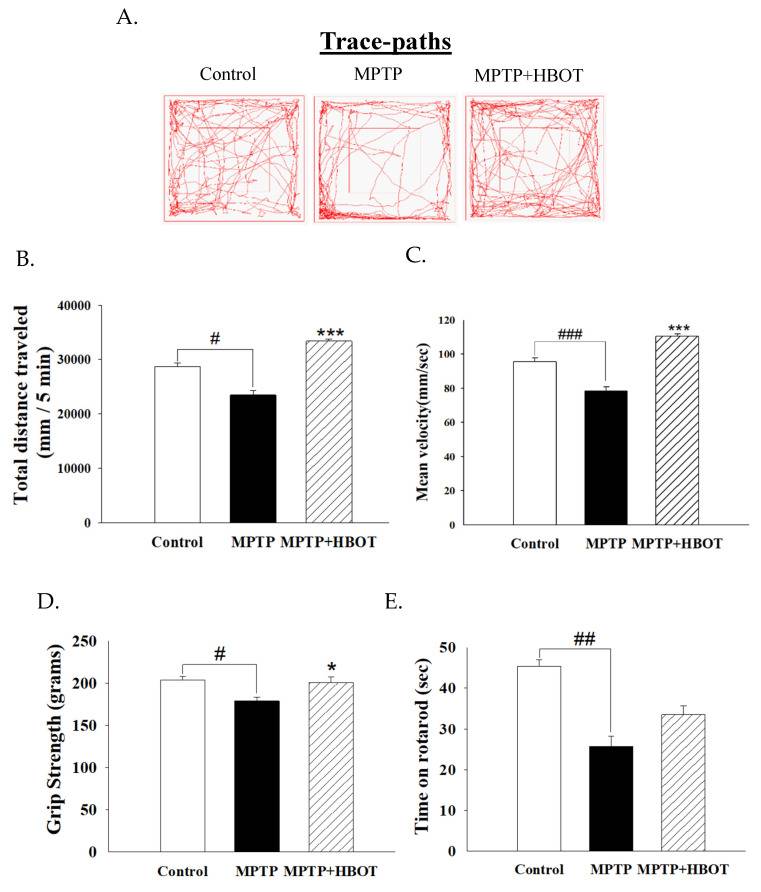 A.
Trace-paths
Control MPTP MPTP+HBOT
B.
Total distance traveled
(mm / 5 min)
40000
30000
20000
10000
0
#
***
Control MPTP MPTP+HBOT
C.
Mean velocity(mm/sec)
120
100
80
60
40
20
0
###
***
Control MPTP MPTP+HBOT
D.
Grip Strength (grams)
250
200
150
100
50
0
#
*
Control MPTP MPTP+HBOT
E.
Time on rotarod (sec)
50
40
30
20
10
0
##
Control MPTP MPTP+HBOT